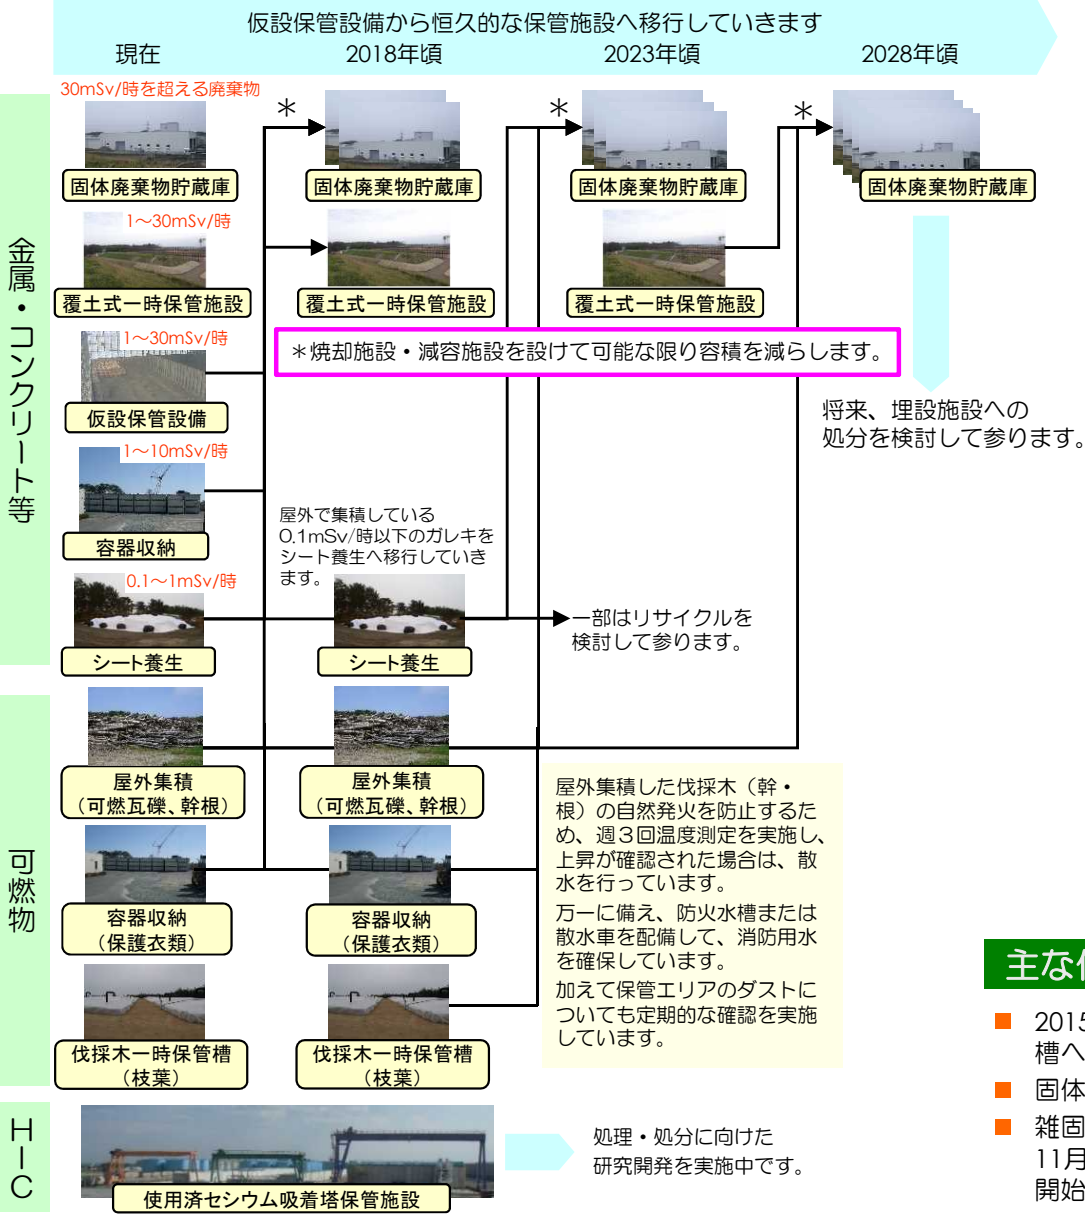 仮設保管設備から恒久的な保管施設へ移行していきます
現在
2018年頃
2023年頃
2028年頃
金属・コンクリート等
30mSv/時を超える廃棄物
＊
＊
＊
固体廃棄物貯蔵庫
固体廃棄物貯蔵庫
固体廃棄物貯蔵庫
固体廃棄物貯蔵庫
1～30mSv/時
覆土式一時保管施設
覆土式一時保管施設
覆土式一時保管施設
1～30mSv/時
＊焼却施設・減容施設を設けて可能な限り容積を減らします。
仮設保管設備
将来、埋設施設への
処分を検討して参ります。
1～10mSv/時
容器収納
屋外で集積している
0.1mSv/時以下のガレキを
シート養生へ移行していき
ます。
0.1～1mSv/時
シート養生
シート養生
一部はリサイクルを
検討して参ります。
可燃物
屋外集積
（可燃瓦礫、幹根）
屋外集積
（可燃瓦礫、幹根）
容器収納
（保護衣類）
容器収納
（保護衣類）
伐採木一時保管槽
（枝葉）
伐採木一時保管槽
（枝葉）
屋外集積した伐採木（幹・
根）の自然発火を防止するた
め、週３回温度測定を実施し、
上昇が確認された場合は、散
水を行っています。
万一に備え、防火水槽または
散水車を配備して、消防用水
を確保しています。
加えて保管エリアのダストに
ついても定期的な確認を実施
しています。
HIC
使用済セシウム吸着塔保管施設
処理・処分に向けた
研究開発を実施中です。
主な
2015
槽へ
固体
雑固
11月
開始